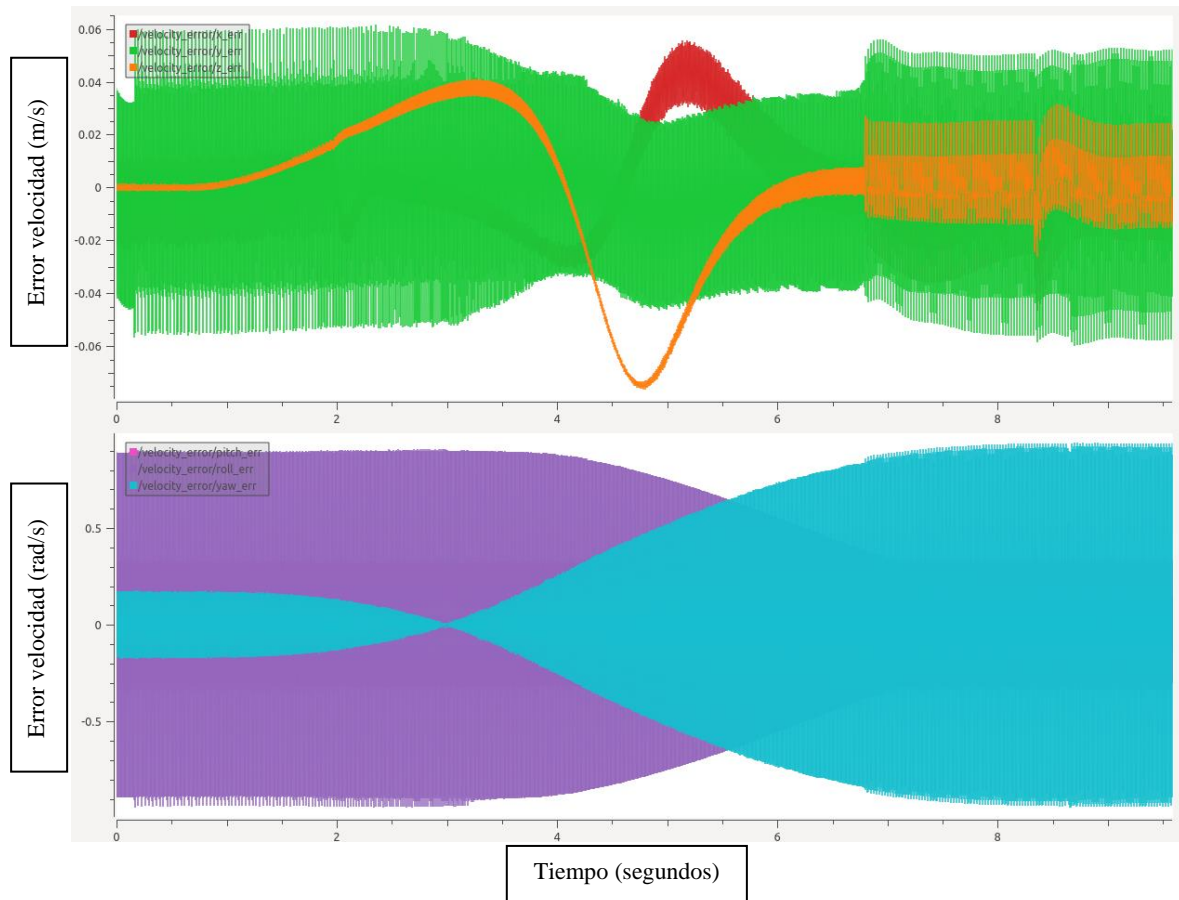 Error velocidad (m/s)
0.06
0.04
0.02
0
-0.02
-0.04
-0.06
/velocity_error/x_err
/velocity_error/y_err
/velocity_error/z_err
0 2 4 6 8
Error velocidad (rad/s)
0.5
0
-0.5
/velocity_error/pitch_err
/velocity_error/roll_err
/velocity_error/yaw_err
0 2 4 6 8
Tiempo (segundos)